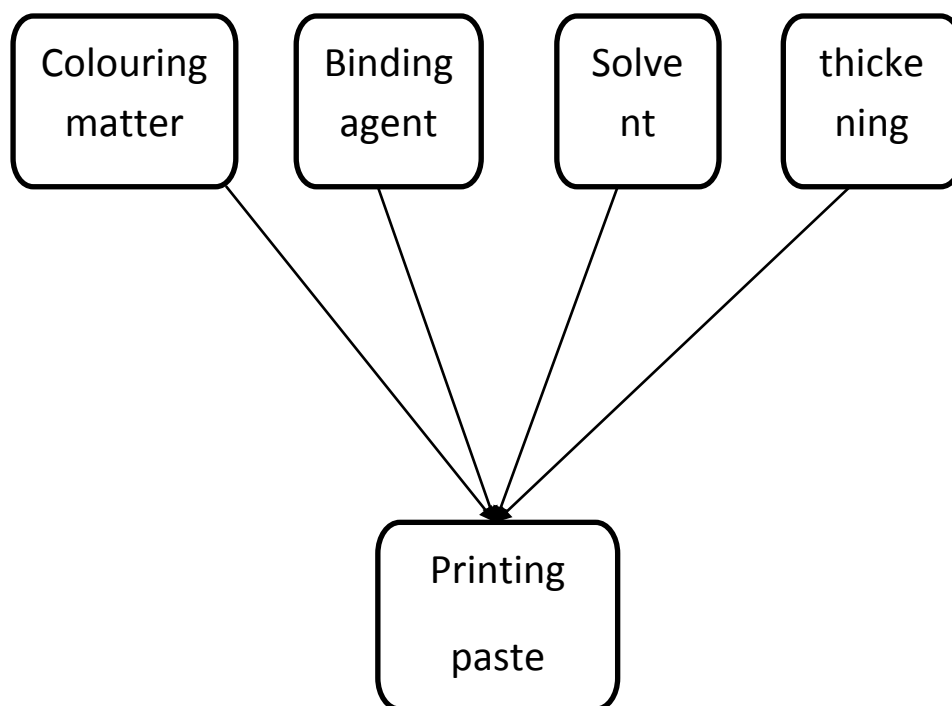 Colouring
matter
Binding
agent
Solve
nt
thicke
ning
Printing
paste